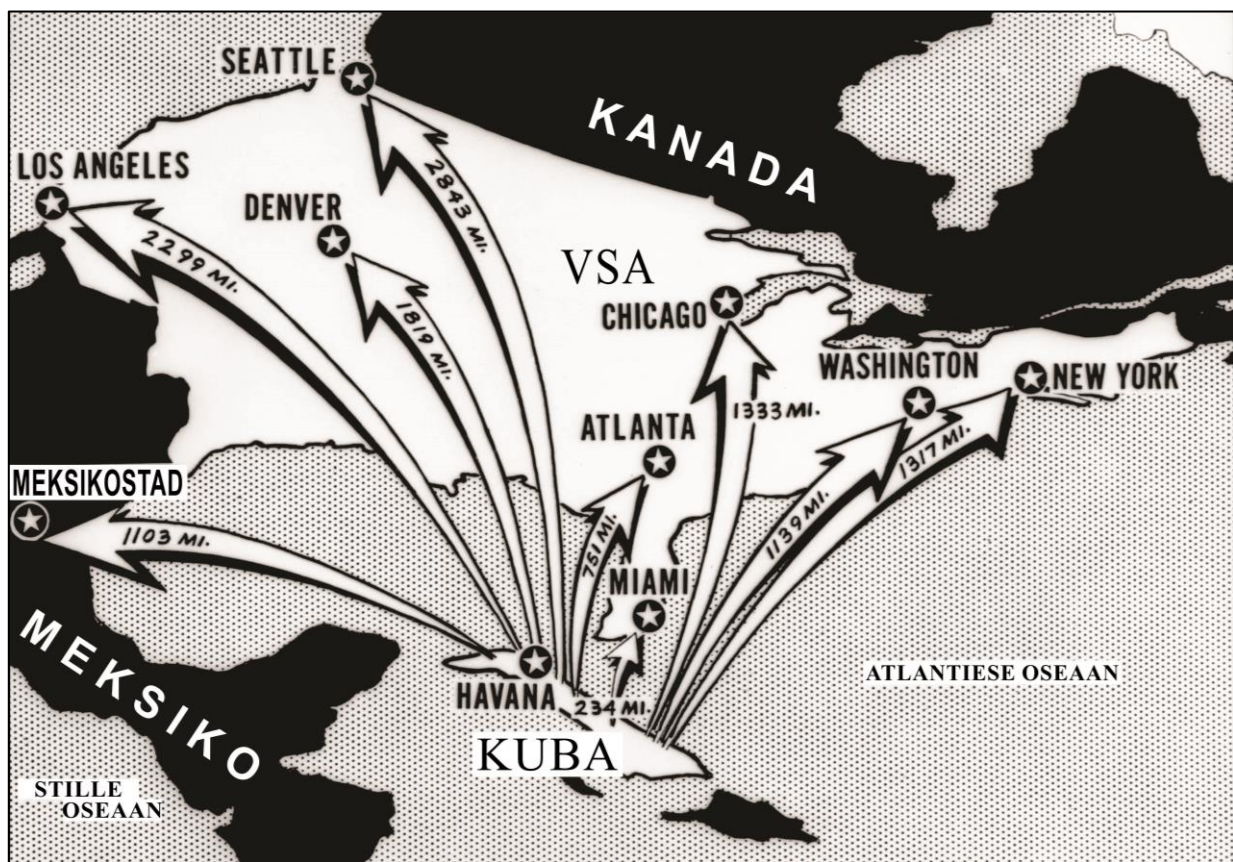 SEATTLE
KANADA
LOS ANGELES
2843 MI.
DENVER
2299 MI.
VSA
1819 MI.
CHICAGO
WASHINGTON
NEW YORK
1333 MI.
ATLANTA
1317 MI.
MEKSIKOSTAD
1103 MI.
751 MI.
1139 MI.
MIAMI
MEKSIKO
ATLANTIESE OSEAAN
HAVANA
234 MI.
KUBA
STILLE
OSEAAN